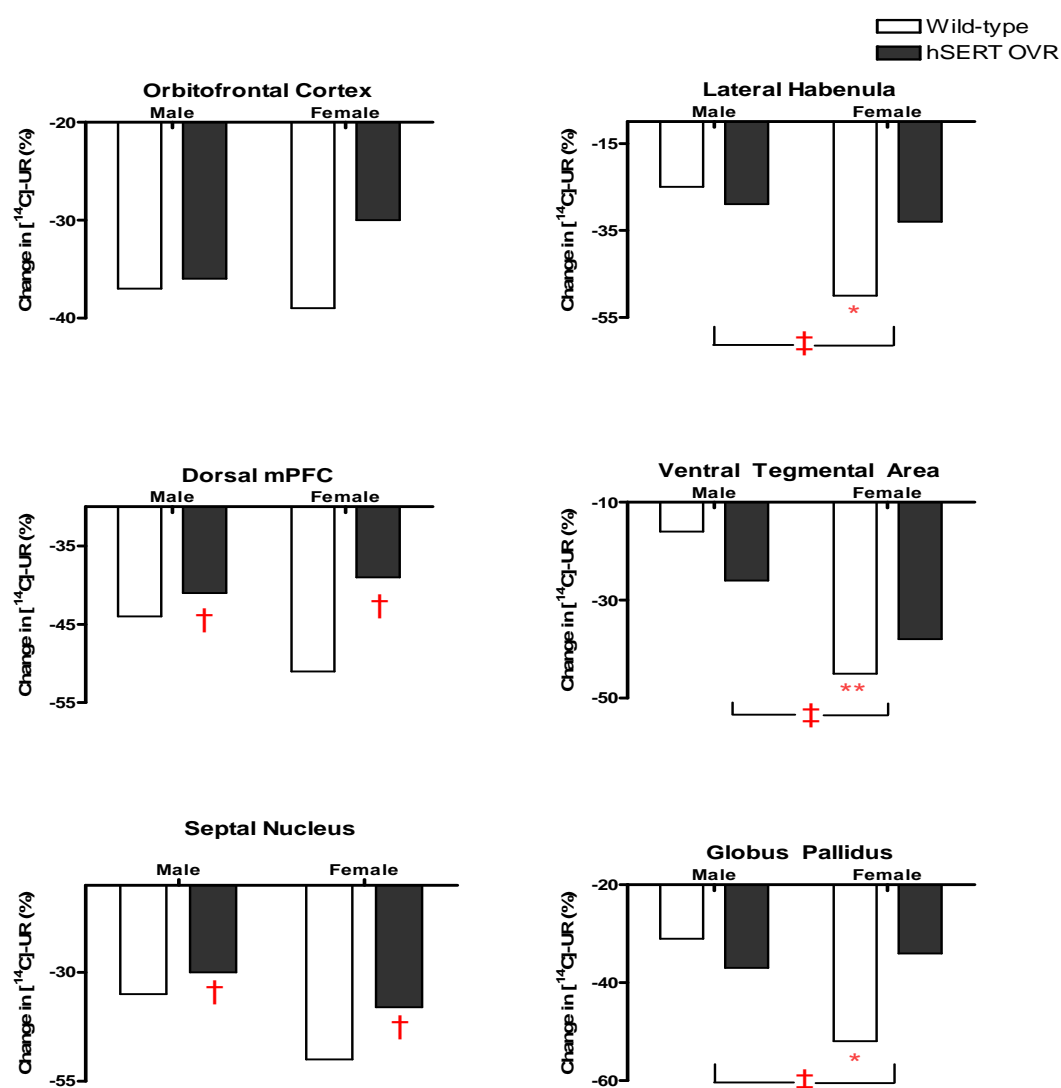 Wild-type
hSERT OVR
Orbitofrontal Cortex
Male Female
-20
-30
-40
Change in [¹⁴C]-UR (%)
Lateral Habenula
Male Female
-15
-35
-55
Change in [¹⁴C]-UR (%)
*
‡
Dorsal mPFC
Male Female
-35
-45
-55
Change in [¹⁴C]-UR (%)
† †
Ventral Tegmental Area
Male Female
-10
-30
-50
Change in [¹⁴C]-UR (%)
**
‡
Septal Nucleus
Male Female
-30
-55
Change in [¹⁴C]-UR (%)
† †
Globus Pallidus
Male Female
-20
-40
-60
Change in [¹⁴C]-UR (%)
*
‡